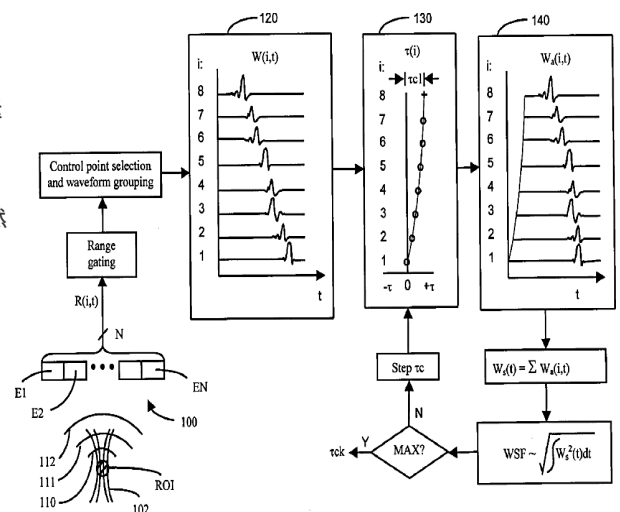 120
130
140
W(i,t)
i:
8
7
6
5
4
3
2
1
t
τ(i)
i:
τc1
8
7
6
5
4
3
2
1
-τ 0 +τ
Wa(i,t)
i:
8
7
6
5
4
3
2
1
t
Control point selection
and waveform grouping
Range
gating
R(i,t)
N
E1
E2
EN
100
112
111
110
ROI
102
Step τc
N
MAX?
Y
τck
Ws(t) = ∑ Wa(i,t)
WSF ~ √∫Ws²(t)dt